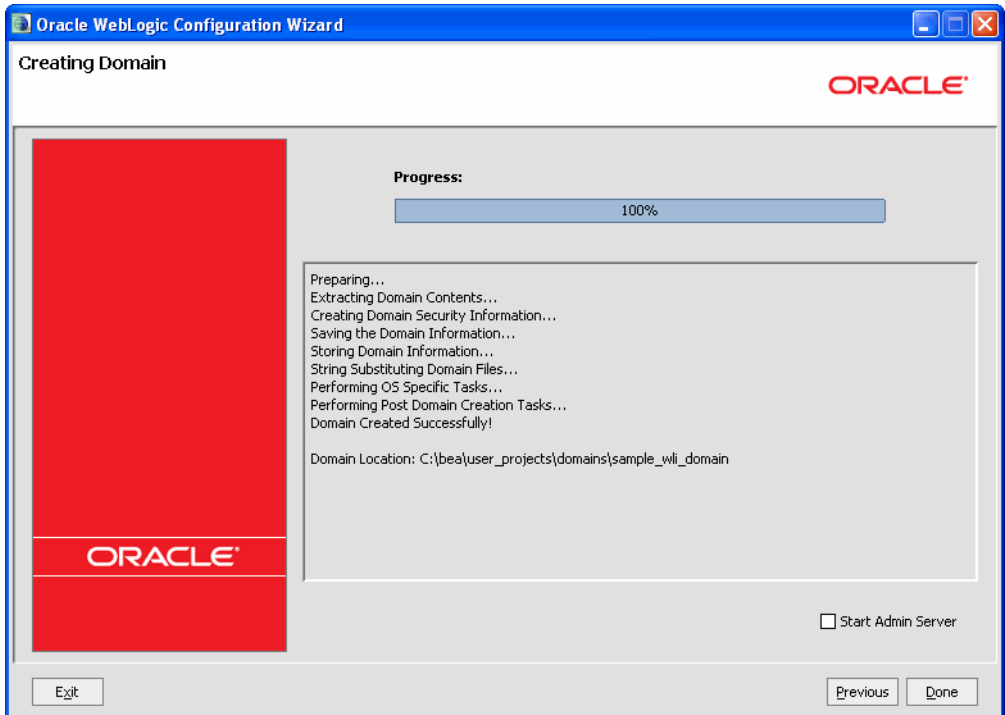 Oracle WebLogic Configuration Wizard
Creating Domain
ORACLE
Progress:
100%
Preparing...
Extracting Domain Contents...
Creating Domain Security Information...
Saving the Domain Information...
Storing Domain Information...
String Substituting Domain Files...
Performing OS Specific Tasks...
Performing Post Domain Creation Tasks...
Domain Created Successfully!
Domain Location: C:\bea\user_projects\domains\sample_wli_domain
ORACLE
Start Admin Server
Exit
Previous
Done